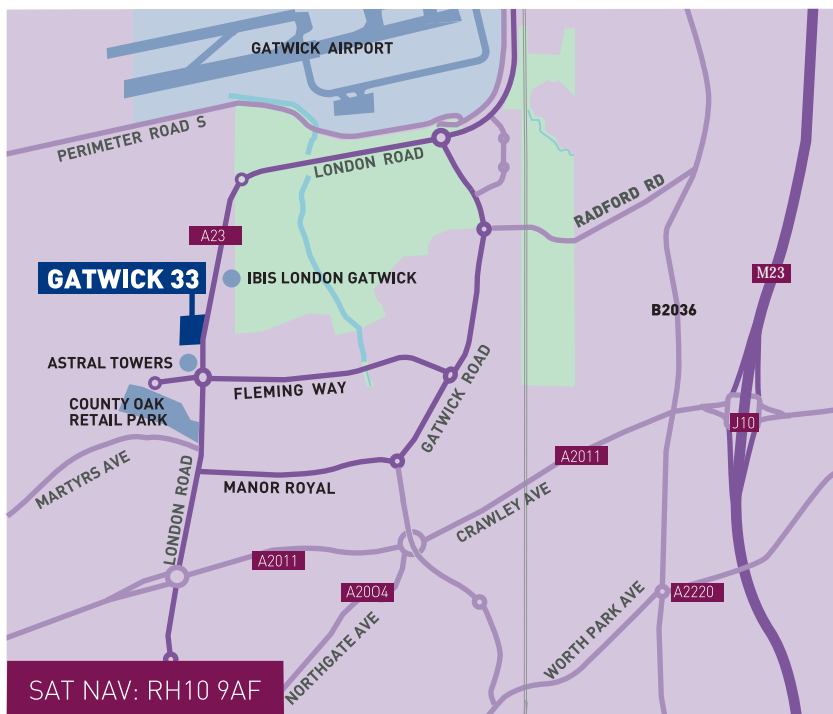 GATWICK AIRPORT
PERIMETER ROAD S
LONDON ROAD
RADFORD RD
A23
GATWICK 33
IBIS LONDON GATWICK
M23
B2036
ASTRAL TOWERS
FLEMING WAY
GATWICK ROAD
COUNTY OAK
RETAIL PARK
J10
MARTYRS AVE
A2011
MANOR ROYAL
LONDON ROAD
CRAWLEY AVE
A2011
A2004
A2220
NORTHGATE AVE
WORTH PARK AVE
SAT NAV: RH10 9AF